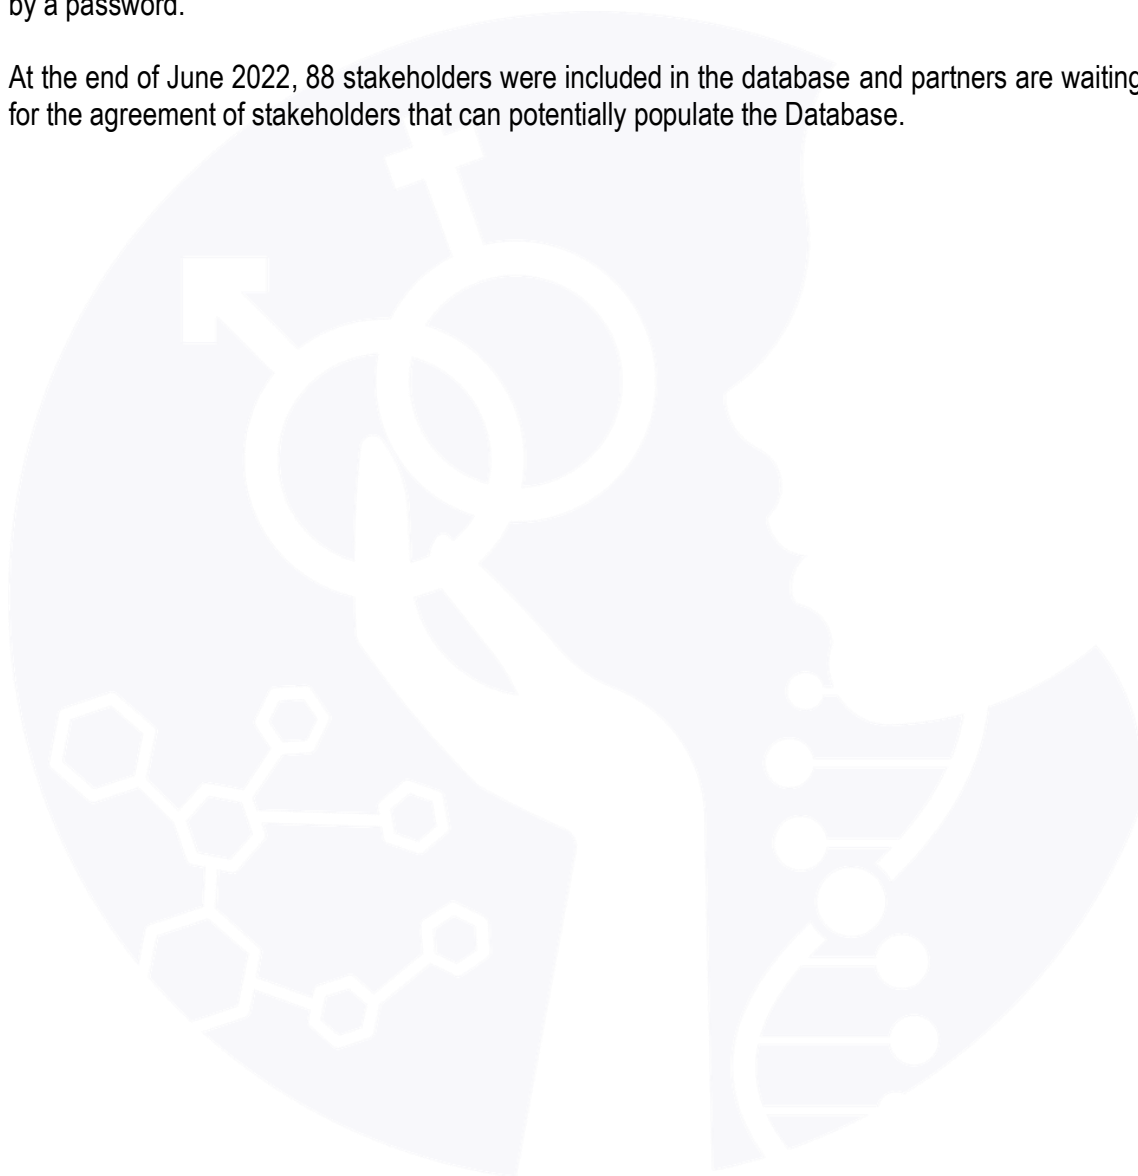 by a password.
At the end of June 2022, 88 stakeholders were included in the database and partners are waiting
for the agreement of stakeholders that can potentially populate the Database.